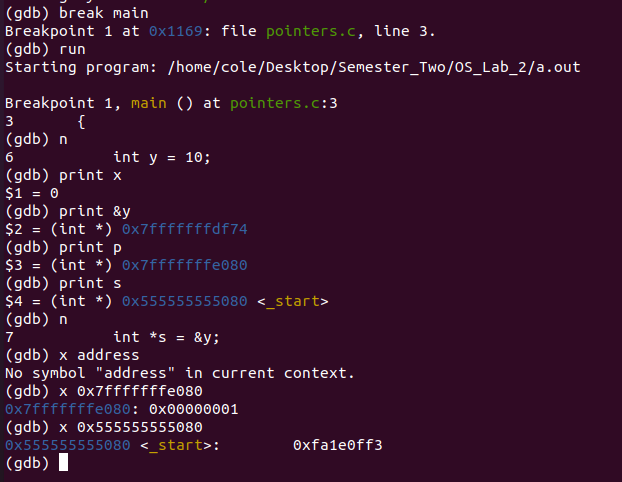 (gdb) break main
Breakpoint 1 at 0x1169: file pointers.c, line 3.
(gdb) run
Starting program: /home/cole/Desktop/Semester_Two/OS_Lab_2/a.out
Breakpoint 1, main () at pointers.c:3
3 {
(gdb) n
6 int y = 10;
(gdb) print x
$1 = 0
(gdb) print &y
$2 = (int *) 0x7fffffffdf74
(gdb) print p
$3 = (int *) 0x7fffffffe080
(gdb) print s
$4 = (int *) 0x555555555080 <_start>
(gdb) n
7 int *s = &y;
(gdb) x address
No symbol "address" in current context.
(gdb) x 0x7fffffffe080
0x7fffffffe080: 0x00000001
(gdb) x 0x555555555080
0x555555555080 <_start>: 0xfa1e0ff3
(gdb)